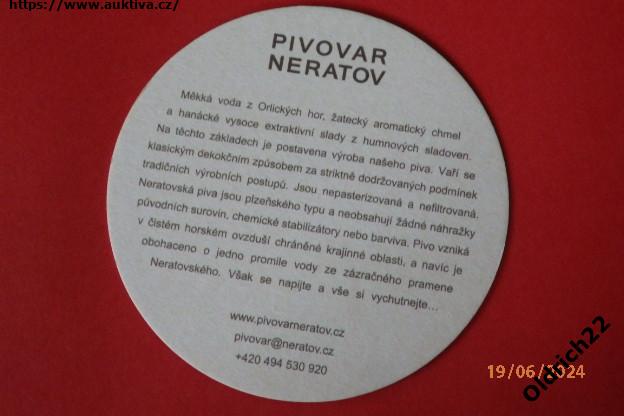 https://www.auktiva.cz/
PIVOVAR
NERATOV
Měkká voda z Orlických hor, žatecký aromatický chmel
a hanácké vysoce extraktivní slady z humnových sladoven.
Na těchto základech je postavena výroba našeho piva. Vaří se
klasickým dekokčním způsobem za striktně dodržovaných podmínek
tradičních výrobních postupů. Jsou nepasterizovaná a nefiltrovaná.
Neratovská piva jsou plzeňského typu a neobsahují žádné náhražky
původních surovin, chemické stabilizátory nebo barviva. Pivo vzniká
v čistém horském ovzduší chráněné krajinné oblasti, a navíc je
obohaceno o jedno promile vody ze zázračného pramene
Neratovského. Však se napijte a vše si vychutnejte...
www.pivovarneratov.cz
pivovar@neratov.cz
+420 494 530 920
19/06/2024
Oldrich22